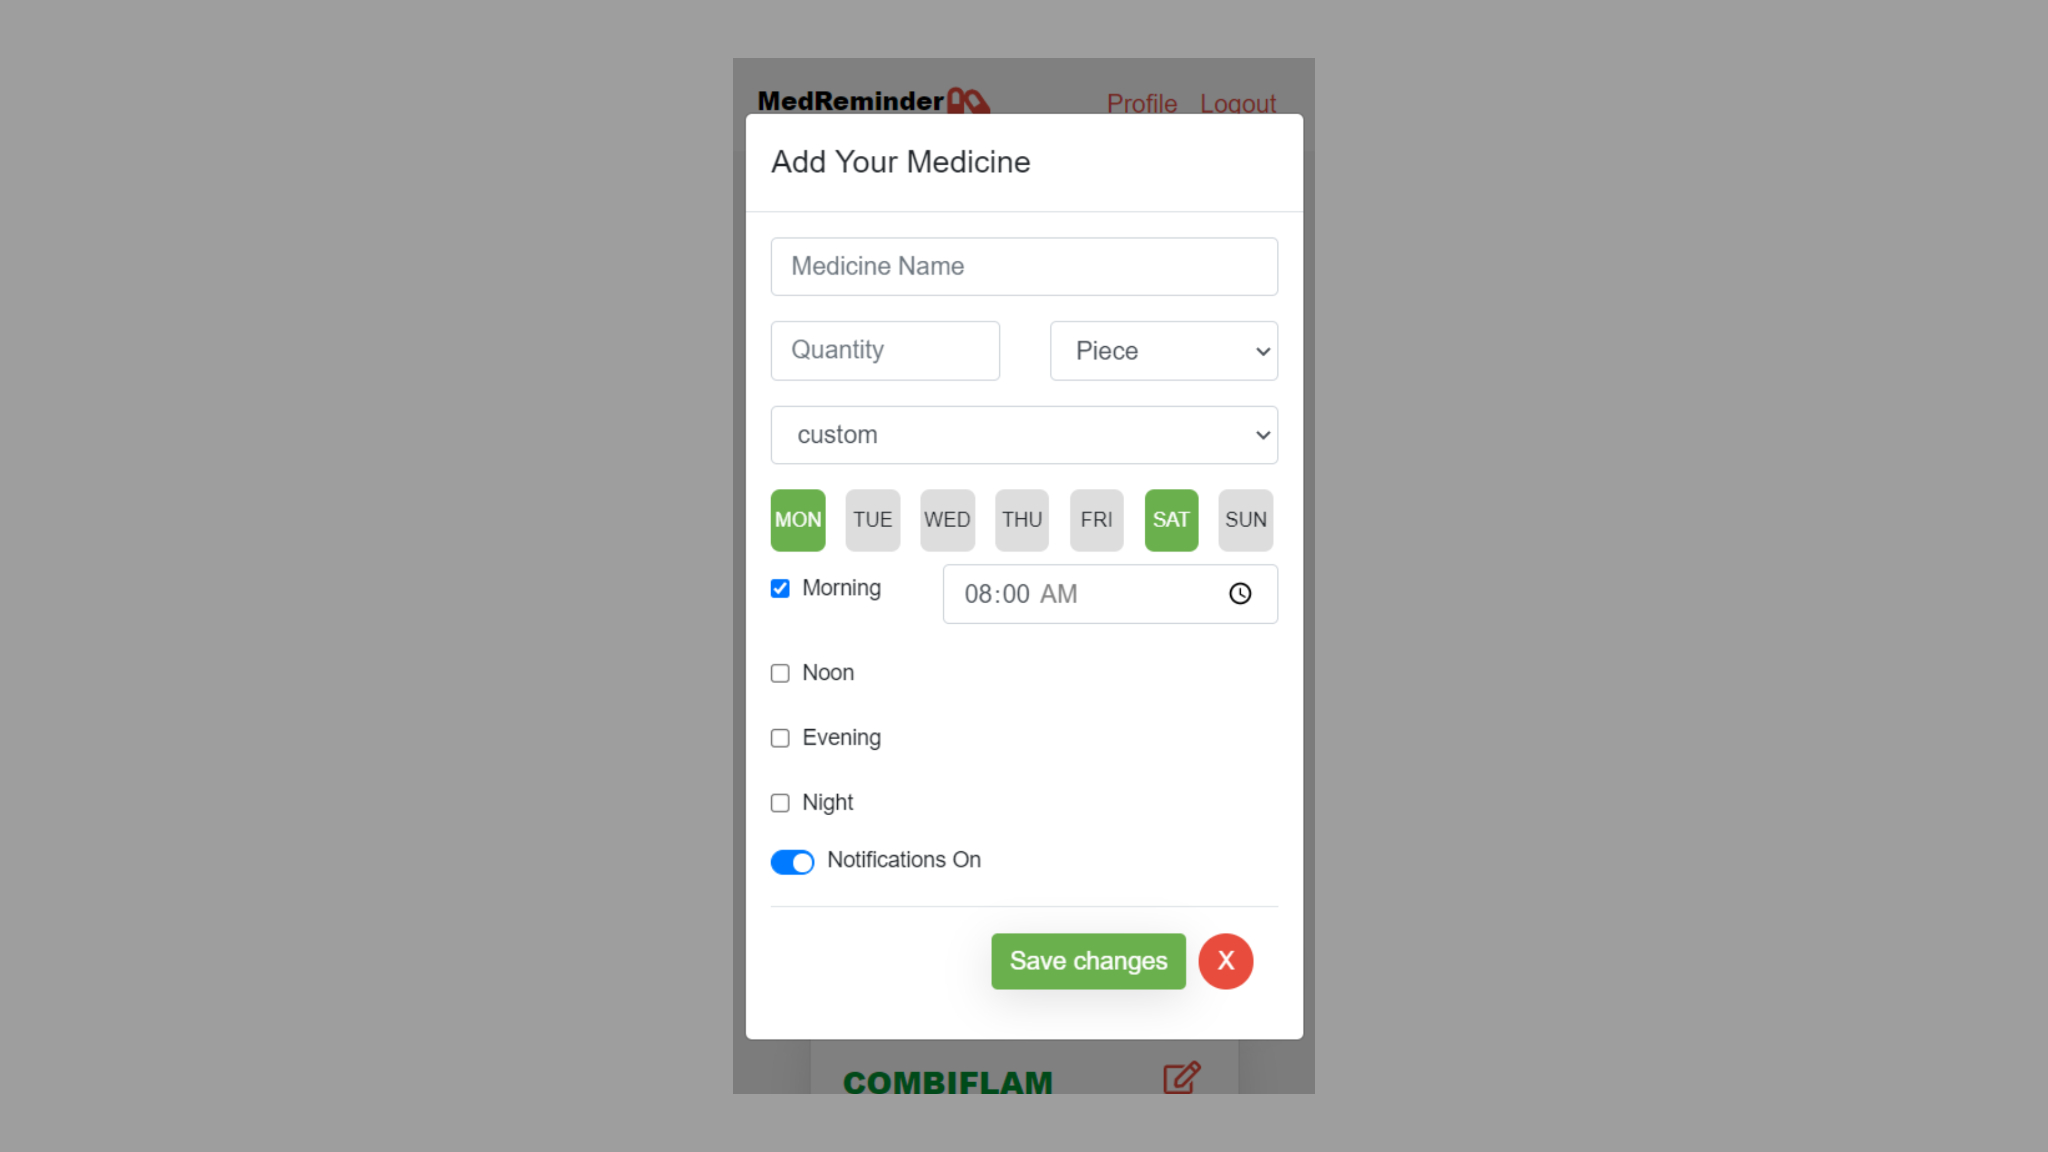 MedReminder Profile Logout
Add Your Medicine
Medicine Name
Quantity Piece
custom
MON TUE WED THU FRI SAT SUN
Morning 08:00 AM
Noon
Evening
Night
Notifications On
Save changes X
COMBIFLAM